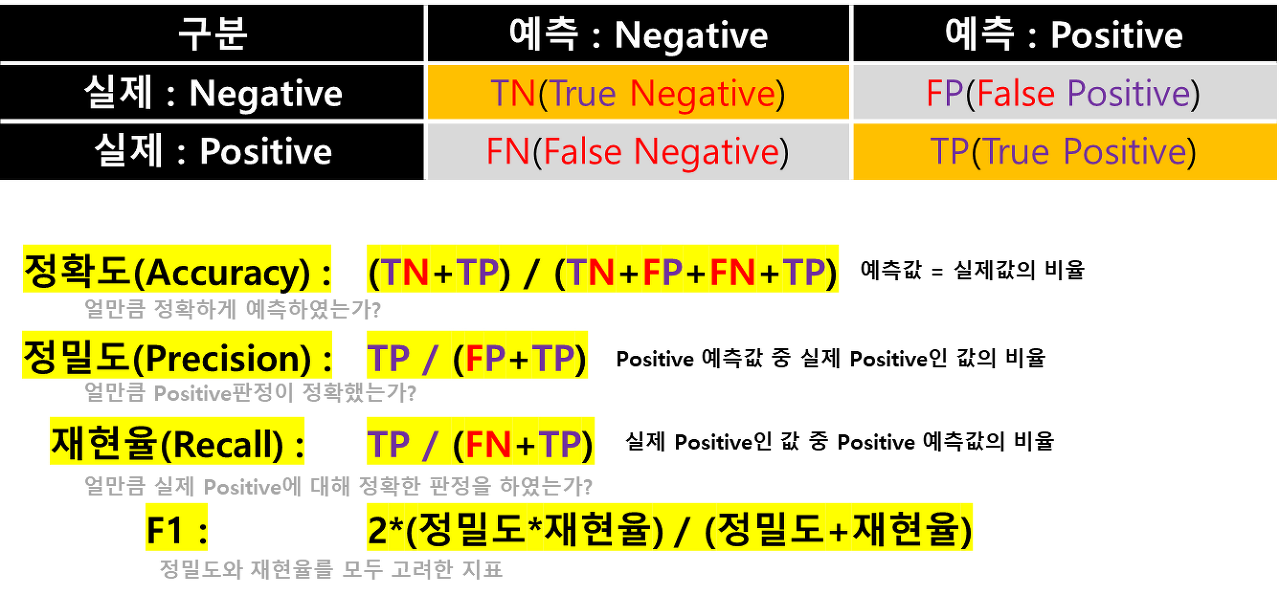 구분 예측 : Negative 예측 : Positive
실제 : Negative TN(True Negative) FP(False Positive)
실제 : Positive FN(False Negative) TP(True Positive)
정확도(Accuracy) : (TN+TP) / (TN+FP+FN+TP) 예측값 = 실제값의 비율
얼만큼 정확하게 예측하였는가?
정밀도(Precision) : TP / (FP+TP) Positive 예측값 중 실제 Positive인 값의 비율
얼만큼 Positive판정이 정확했는가?
재현율(Recall) : TP / (FN+TP) 실제 Positive인 값 중 Positive 예측값의 비율
얼만큼 실제 Positive에 대해 정확한 판정을 하였는가?
F1 : 2*(정밀도*재현율) / (정밀도+재현율)
정밀도와 재현율를 모두 고려한 지표